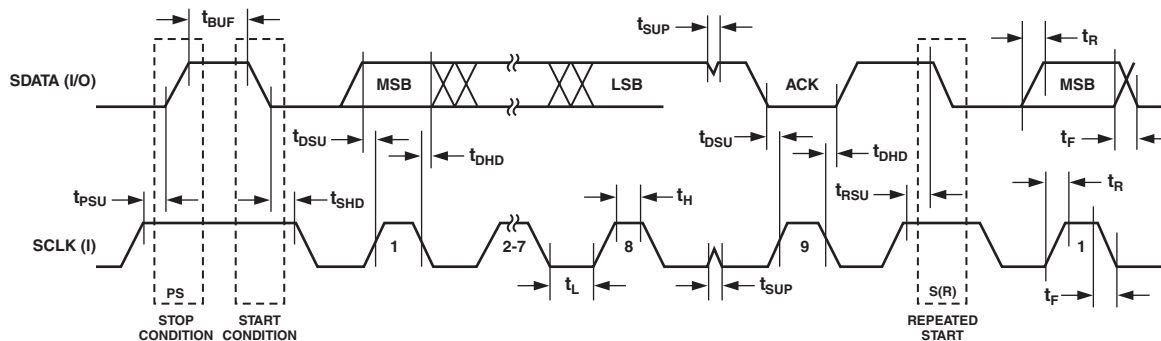 tBUF
tSUP
tR
SDATA (I/O)
MSB
LSB
ACK
MSB
tDSU
tDHD
tDSU
tDHD
tF
tPSU
tSHD
tH
tRSU
tR
SCLK (I)
1
2-7
8
9
1
tL
tSUP
tF
PS
S(R)
STOP CONDITION
START CONDITION
REPEATED START